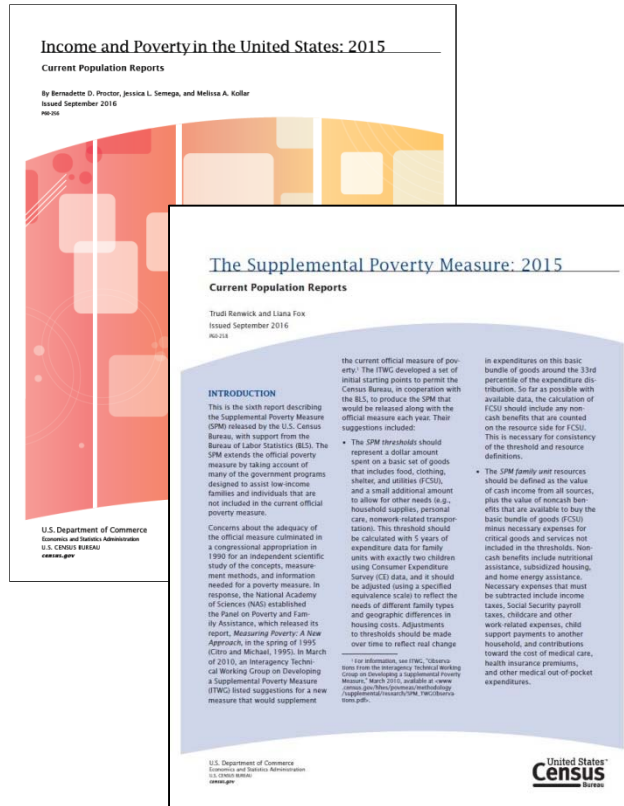 Income and Poverty in the United States: 2015
Current Population Reports
By Bernadette D. Proctor, Jessica L. Semega, and Melissa A. Kollar
Issued September 2016
P60-256
U.S. Department of Commerce
Economics and Statistics Administration
U.S. CENSUS BUREAU
census.gov
The Supplemental Poverty Measure: 2015
Current Population Reports
Trudi Renwick and Liana Fox
Issued September 2016
P60-258
INTRODUCTION
This is the sixth report describing
the Supplemental Poverty Measure
(SPM) released by the U.S. Census
Bureau, with support from the
Bureau of Labor Statistics (BLS). The
SPM extends the official poverty
measure by taking account of
many of the government programs
designed to assist low-income
families and individuals that are
not included in the current official
poverty measure.
Concerns about the adequacy of
the official measure culminated in
a congressional appropriation in
1990 for an independent scientific
study of the concepts, measure-
ment methods, and information
needed for a poverty measure. In
response, the National Academy
of Sciences (NAS) established
the Panel on Poverty and Fam-
ily Assistance, which released its
report, Measuring Poverty: A New
Approach, in the spring of 1995
(Citro and Michael, 1995). In March
of 2010, an Interagency Techni-
cal Working Group on Developing
a Supplemental Poverty Measure
(ITWG) listed suggestions for a new
measure that would supplement
the current official measure of pov-
erty.¹ The ITWG developed a set of
initial starting points to permit the
Census Bureau, in cooperation with
the BLS, to produce the SPM that
would be released along with the
official measure each year. Their
suggestions included:
• The SPM thresholds should
represent a dollar amount
spent on a basic set of goods
that includes food, clothing,
shelter, and utilities (FCSU),
and a small additional amount
to allow for other needs (e.g.,
household supplies, personal
care, nonwork-related transpor-
tation). This threshold should
be calculated with 5 years of
expenditure data for family
units with exactly two children
using Consumer Expenditure
Survey (CE) data, and it should
be adjusted (using a specified
equivalence scale) to reflect the
needs of different family types
and geographic differences in
housing costs. Adjustments
to thresholds should be made
over time to reflect real change
¹ For information, see ITWG, "Observa-
tions From the Interagency Technical Working
Group on Developing a Supplemental Poverty
Measure," March 2010, available at <www
.census.gov/hhes/povmeas/methodology
/supplemental/research/SPM_TWGObserva
tions.pdf>.
in expenditures on this basic
bundle of goods around the 33rd
percentile of the expenditure dis-
tribution. So far as possible with
available data, the calculation of
FCSU should include any non-
cash benefits that are counted
on the resource side for FCSU.
This is necessary for consistency
of the threshold and resource
definitions.
• The SPM family unit resources
should be defined as the value
of cash income from all sources,
plus the value of noncash ben-
efits that are available to buy the
basic bundle of goods (FCSU)
minus necessary expenses for
critical goods and services not
included in the thresholds. Non-
cash benefits include nutritional
assistance, subsidized housing,
and home energy assistance.
Necessary expenses that must
be subtracted include income
taxes, Social Security payroll
taxes, childcare and other
work-related expenses, child
support payments to another
household, and contributions
toward the cost of medical care,
health insurance premiums,
and other medical out-of-pocket
expenditures.
U.S. Department of Commerce
Economics and Statistics Administration
U.S. CENSUS BUREAU
census.gov
United States™
Census
Bureau